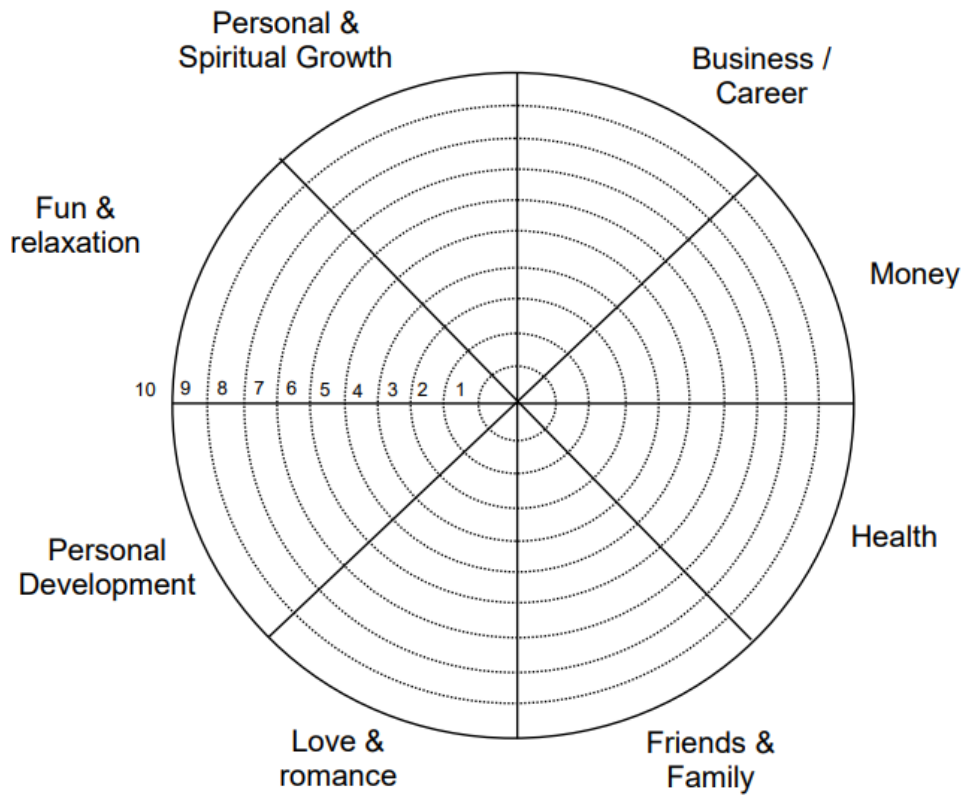 Personal &
Spiritual Growth
Business /
Career
Fun &
relaxation
Money
10 9 8 7 6 5 4 3 2 1
Personal
Development
Health
Love &
romance
Friends &
Family